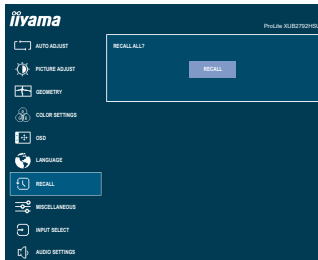 iiyama
ProLite XUB2792HSU
AUTO ADJUST
RECALL ALL?
PICTURE ADJUST
RECALL
GEOMETRY
COLOR SETTINGS
OSD
LANGUAGE
RECALL
MISCELLANEOUS
INPUT SELECT
AUDIO SETTINGS